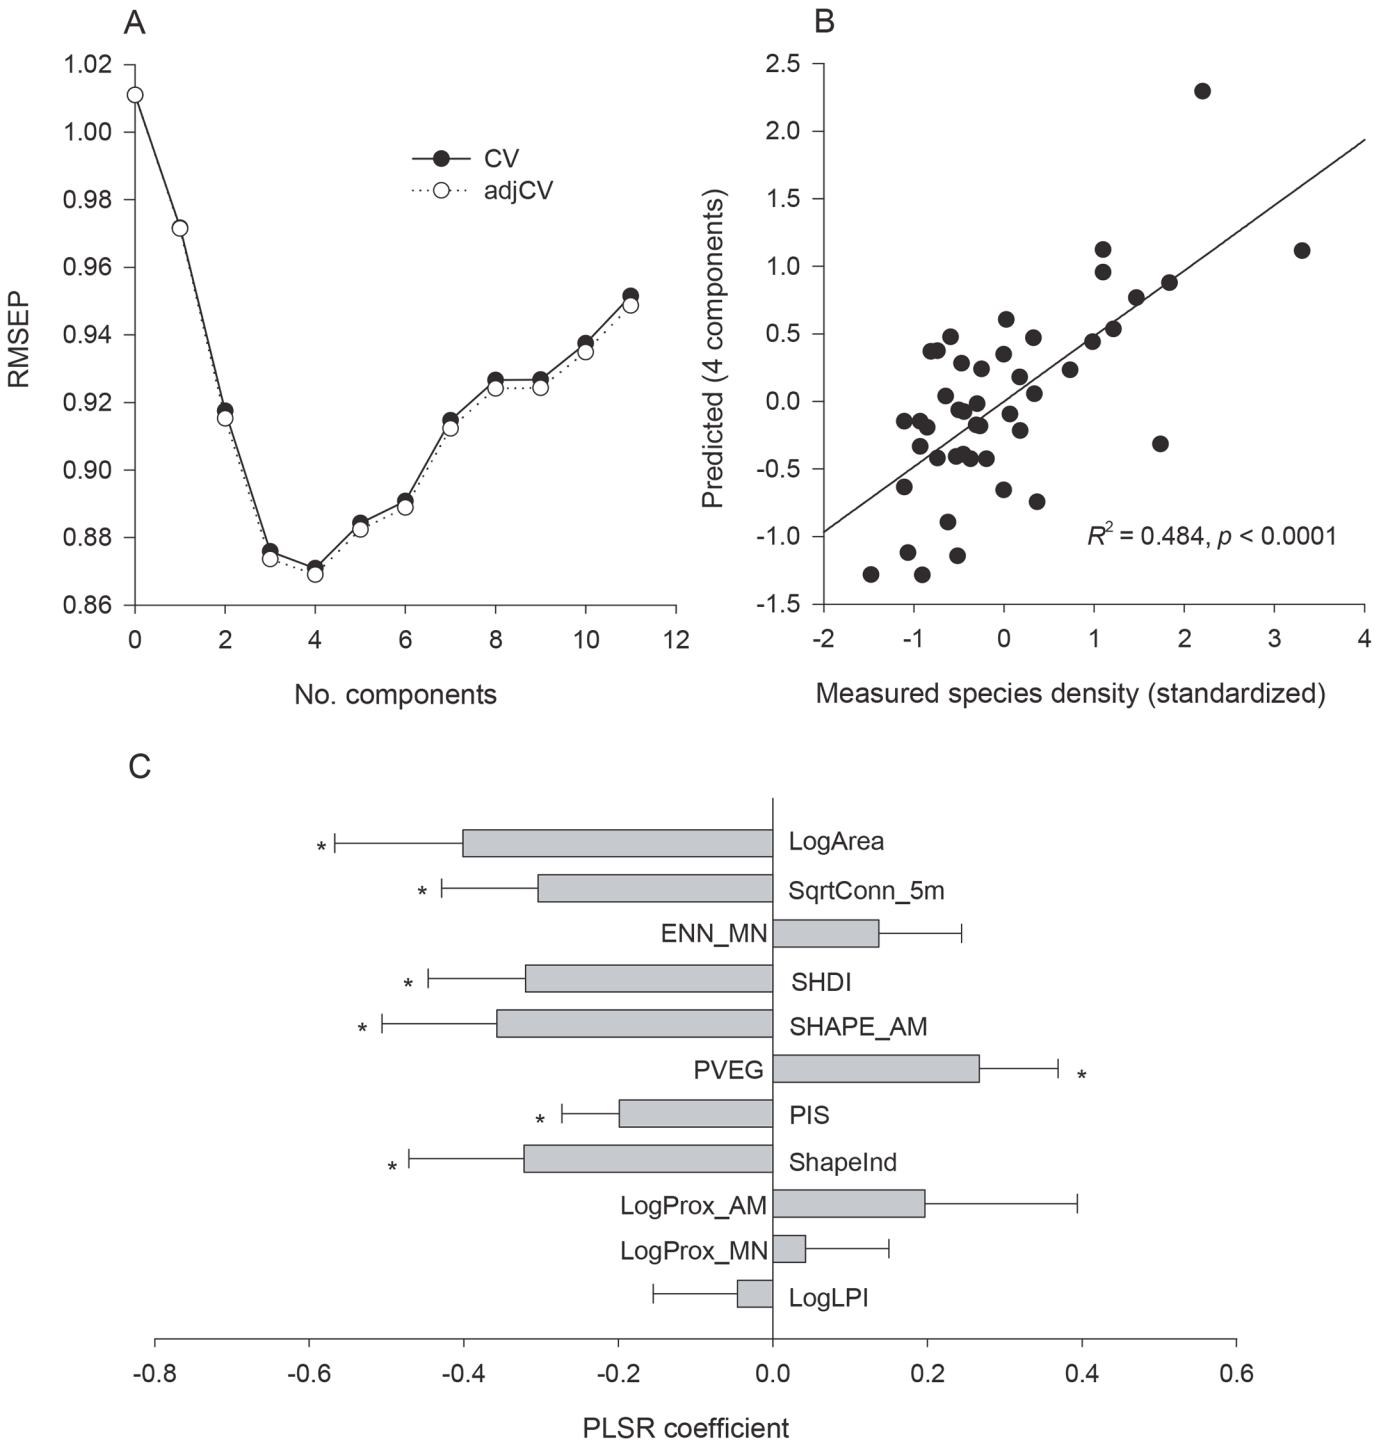 A
1.02
1.00
0.98
0.96
0.94
0.92
0.90
0.88
0.86
RMSEP
CV
adjCV
0 2 4 6 8 10 12
No. components
B
2.5
2.0
1.5
1.0
0.5
0.0
-0.5
-1.0
-1.5
Predicted (4 components)
R² = 0.484, p < 0.0001
-2 -1 0 1 2 3 4
Measured species density (standardized)
C
* LogArea
* SqrtConn_5m
ENN_MN
* SHDI
* SHAPE_AM
PVEG *
* PIS
* ShapeInd
LogProx_AM
LogProx_MN
LogLPI
-0.8 -0.6 -0.4 -0.2 0.0 0.2 0.4 0.6
PLSR coefficient